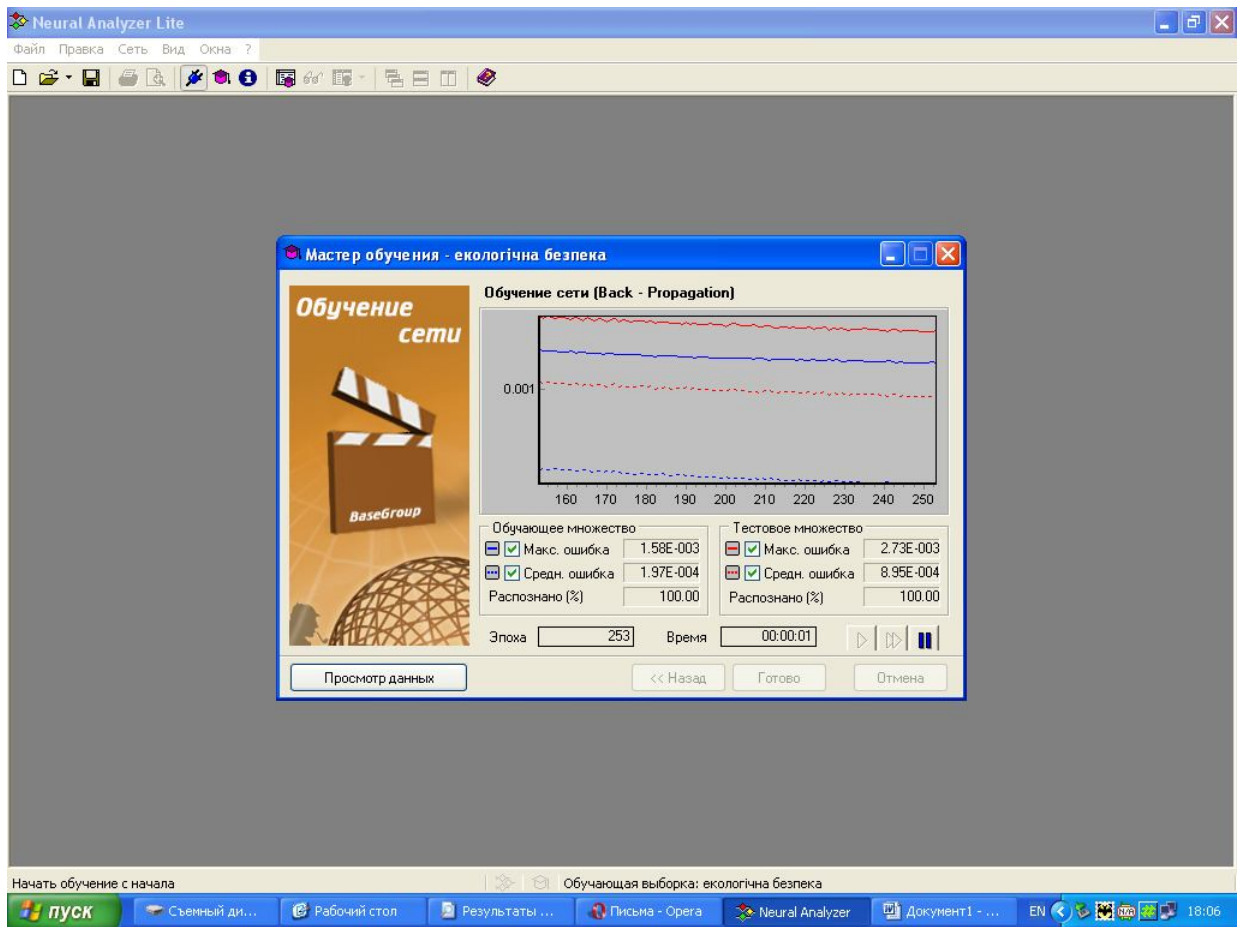 Neural Analyzer Lite
Файл Правка Сеть Вид Окна ?
Мастер обучения - екологічна безпека
Обучение сети
BaseGroup
Обучение сети (Back - Propagation)
0.001
160 170 180 190 200 210 220 230 240 250
Обучающее множество
Макс. ошибка 1.58E-003
Средн. ошибка 1.97E-004
Распознано (%) 100.00
Тестовое множество
Макс. ошибка 2.73E-003
Средн. ошибка 8.95E-004
Распознано (%) 100.00
Эпоха 253 Время 00:00:01
Просмотр данных << Назад Готово Отмена
Начать обучение с начала Обучающая выборка: екологічна безпека
пуск Съемный ди... Рабочий стол Результаты ... Письма - Opera Neural Analyzer Документ1 - ... EN 18:06